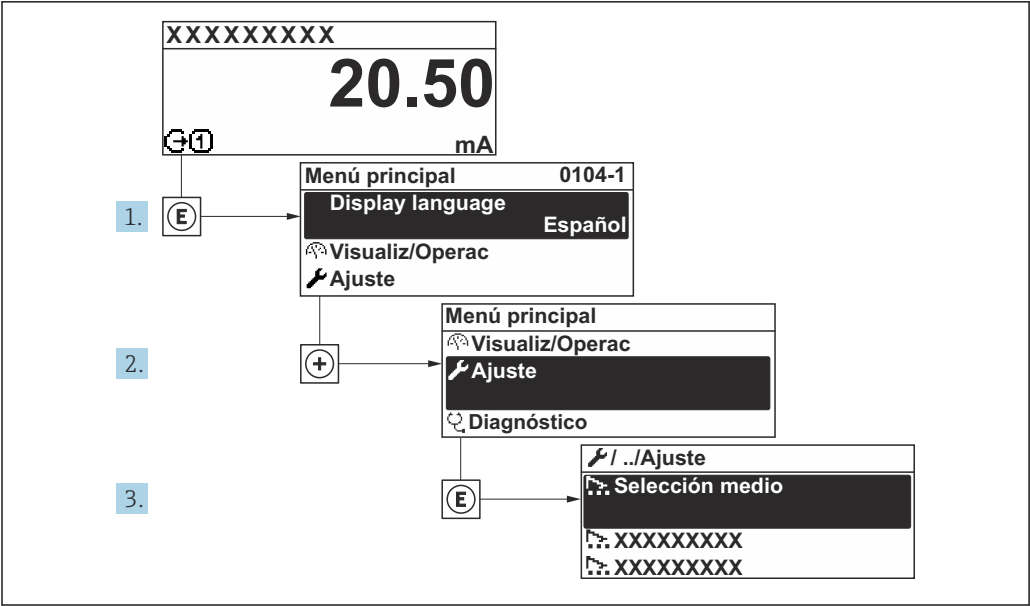 XXXXXXXXX
20.50
1
mA
Menú principal 0104-1
1.
E
Display language
Español
Visualiz/Operac
Ajuste
Menú principal
Visualiz/Operac
2.
+
Ajuste
Diagnóstico
/ ../Ajuste
3.
E
Selección medio
XXXXXXXXX
XXXXXXXXX